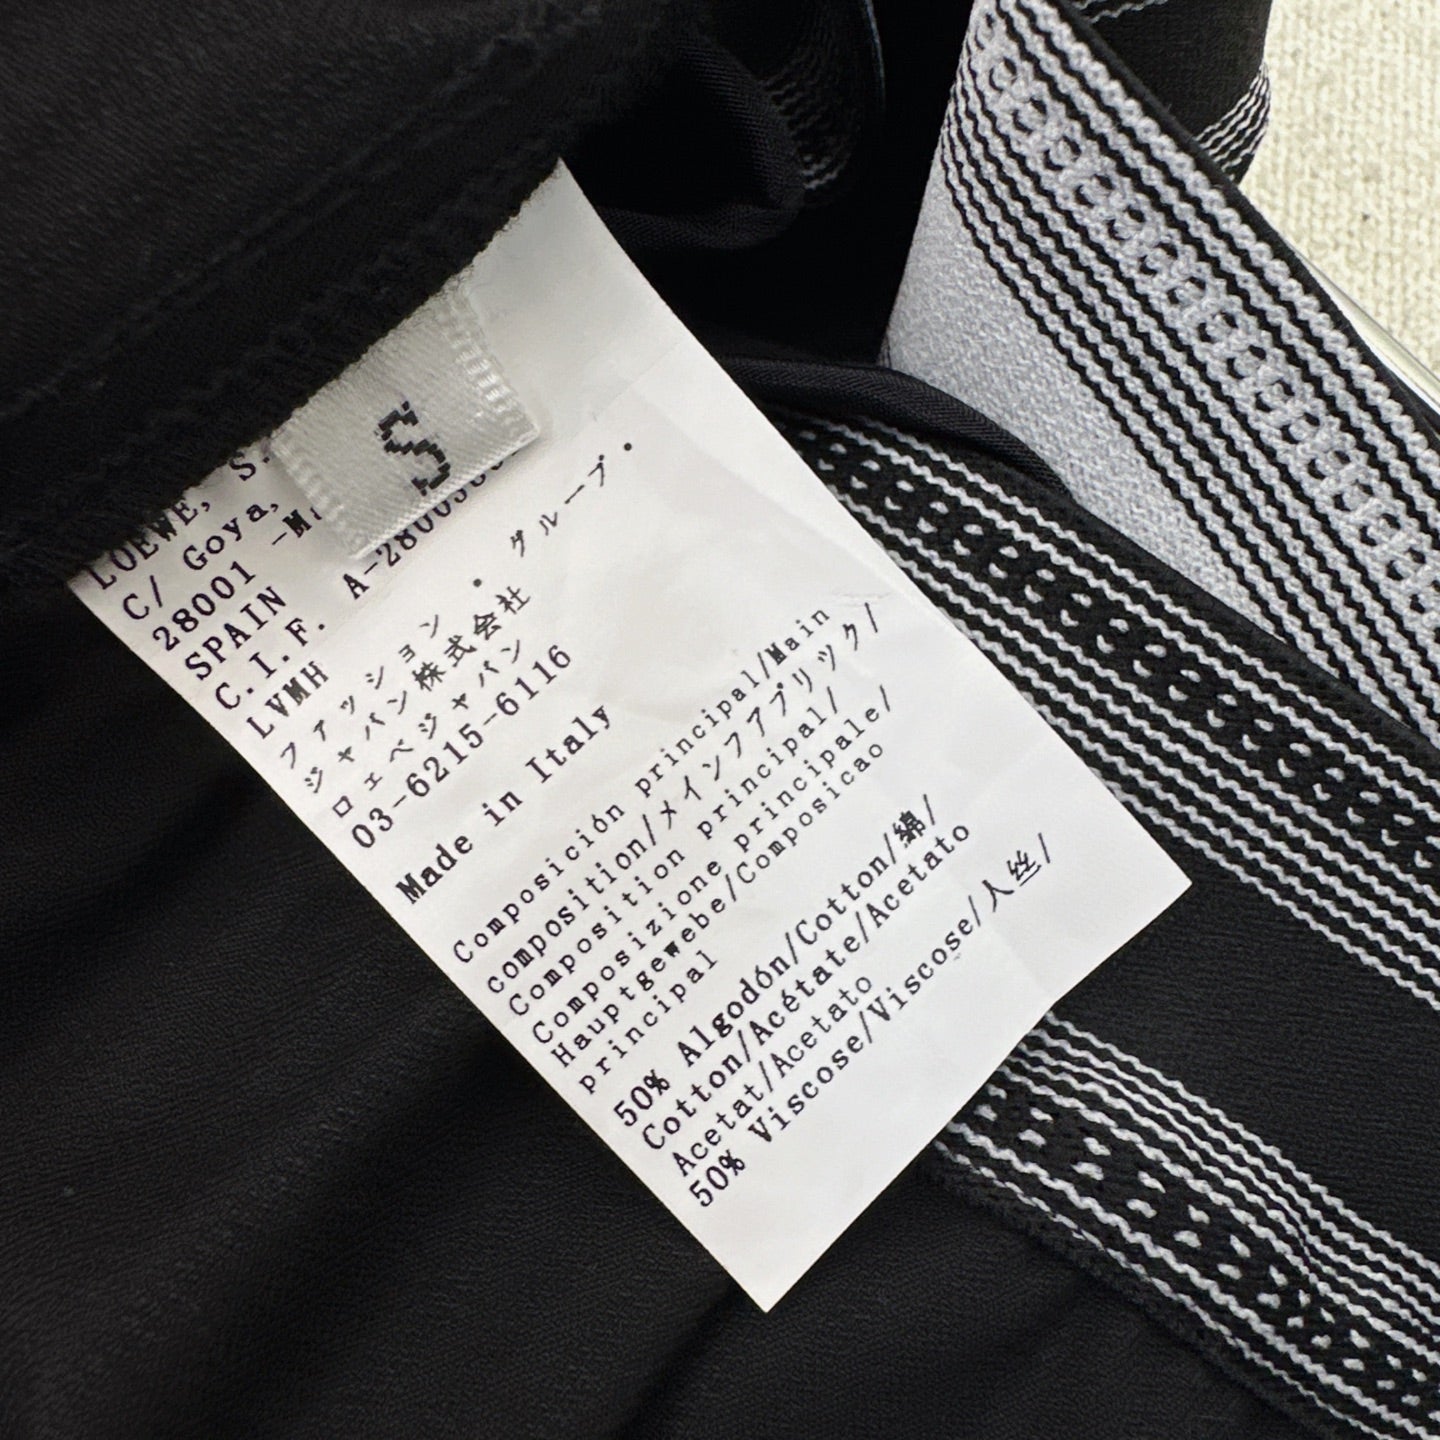 S
LOEWE, S.
C/ Goya,
28001 -M
SPAIN
C.I.F. A-28003
LVMH
ファッション・グループ・
ジャパン株式会社
ロエベジャパン
03-6215-6116
Made in Italy
Composición principal/Main
composition/メインファブリック/
Composition principal/
Composizione principale/
Hauptgewebe/Composicao
principal
50% Algodón/Cotton/綿/
Cotton/Acétate/Acetato
Acetat/Acetato
50% Viscose/Viscose/人丝/